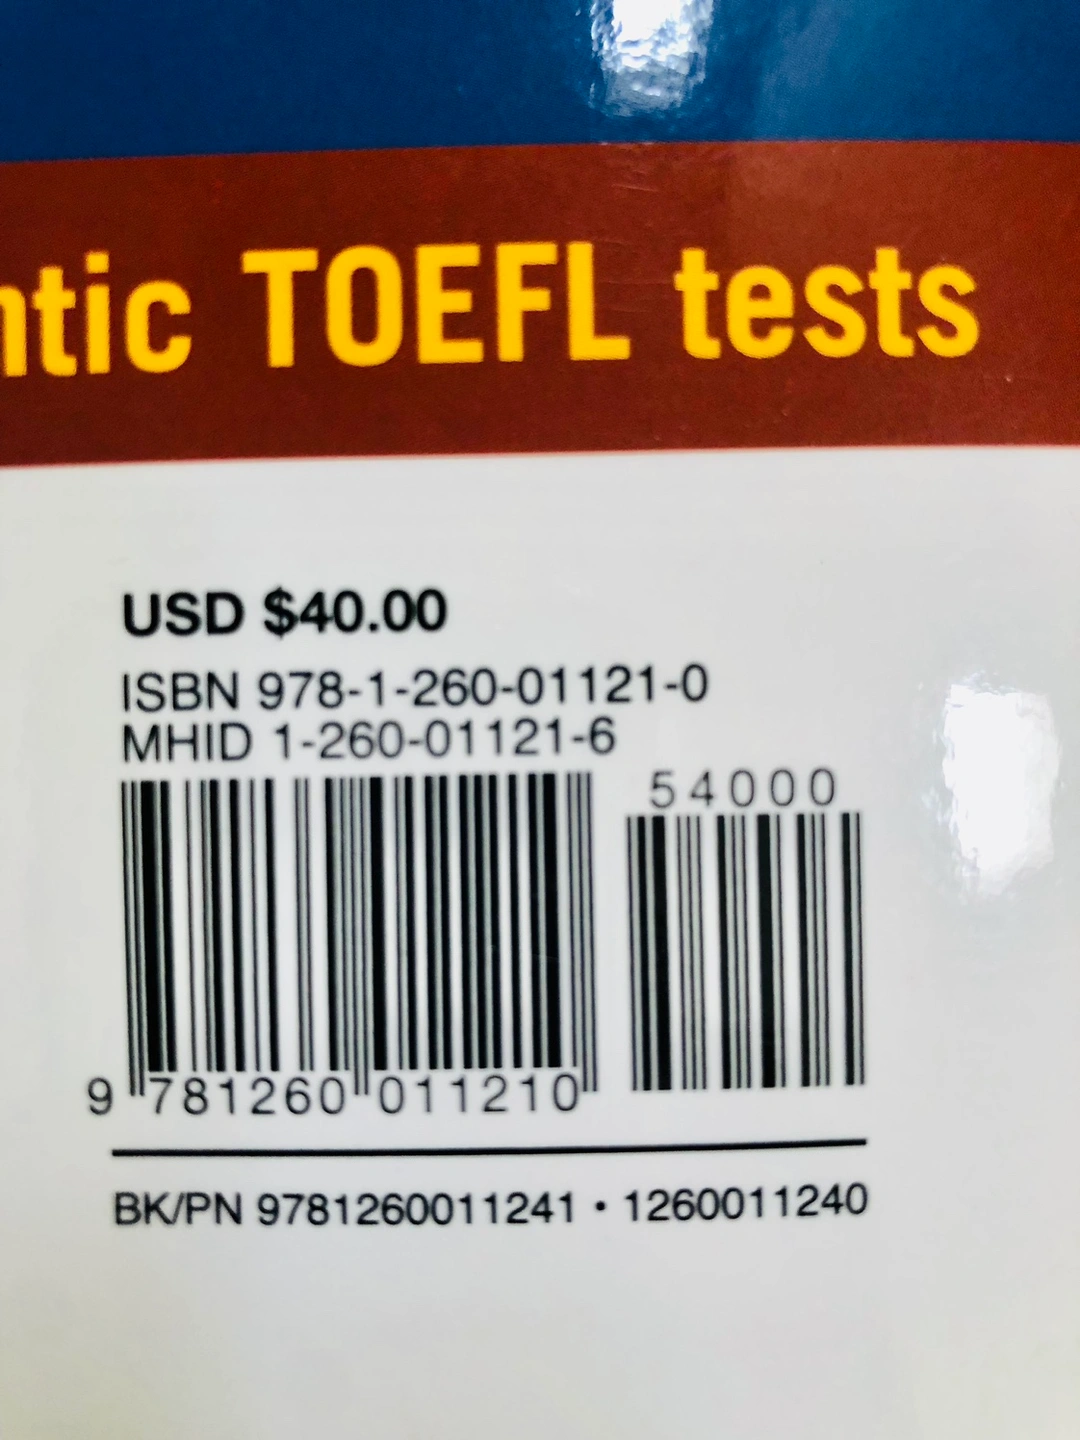 ntic TOEFL tests
USD $40.00
ISBN 978-1-260-01121-0
MHID 1-260-01121-6
54000
9 781260 011210
BK/PN 9781260011241 • 1260011240